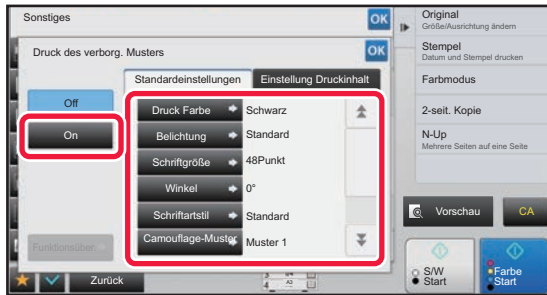 Sonstiges
OK
Druck des verborg. Musters
OK
Standardeinstellungen
Einstellung Druckinhalt
Off
On
Druck Farbe
Schwarz
Belichtung
Standard
Schriftgröße
48Punkt
Winkel
0°
Schriftartstil
Standard
Camouflage-Muster
Muster 1
Funktionsüber.
Zurück
Original
Größe/Ausrichtung ändern
Stempel
Datum und Stempel drucken
Farbmodus
2-seit. Kopie
N-Up
Mehrere Seiten auf eine Seite
Vorschau
CA
S/W
Start
Farbe
Start